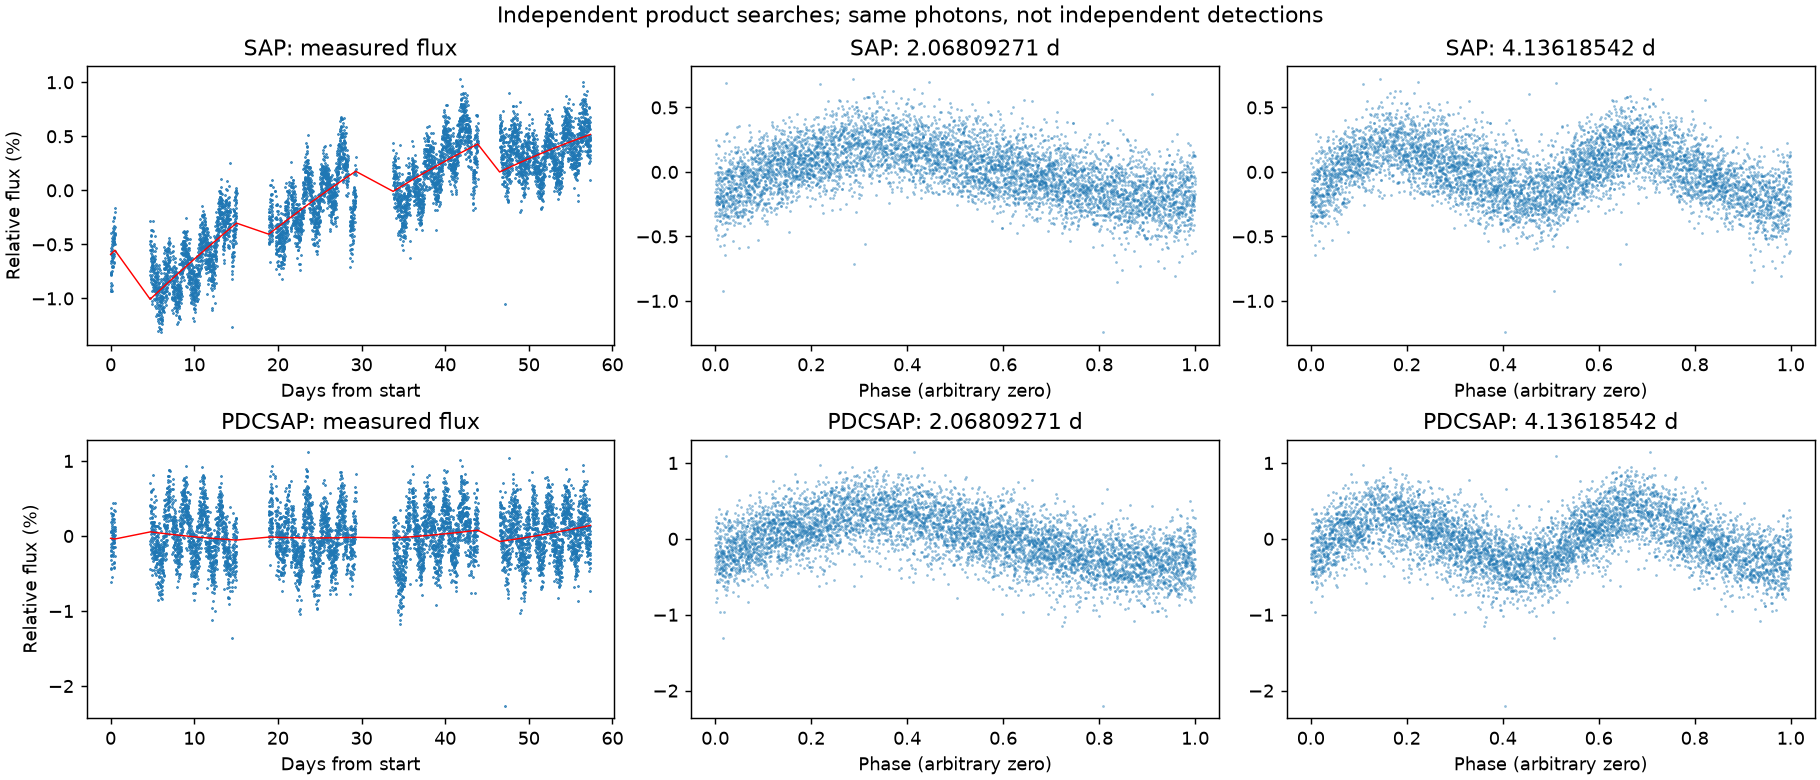 Independent product searches; same photons, not independent detections
SAP: measured flux
SAP: 2.06809271 d
SAP: 4.13618542 d
Relative flux (%)
1.0
0.5
0.0
−0.5
−1.0
0.5
0.0
−0.5
−1.0
0.5
0.0
−0.5
−1.0
0 10 20 30 40 50 60
0.0 0.2 0.4 0.6 0.8 1.0
0.0 0.2 0.4 0.6 0.8 1.0
Days from start
Phase (arbitrary zero)
Phase (arbitrary zero)
PDCSAP: measured flux
PDCSAP: 2.06809271 d
PDCSAP: 4.13618542 d
Relative flux (%)
1
0
−1
−2
1
0
−1
−2
1
0
−1
−2
0 10 20 30 40 50 60
0.0 0.2 0.4 0.6 0.8 1.0
0.0 0.2 0.4 0.6 0.8 1.0
Days from start
Phase (arbitrary zero)
Phase (arbitrary zero)